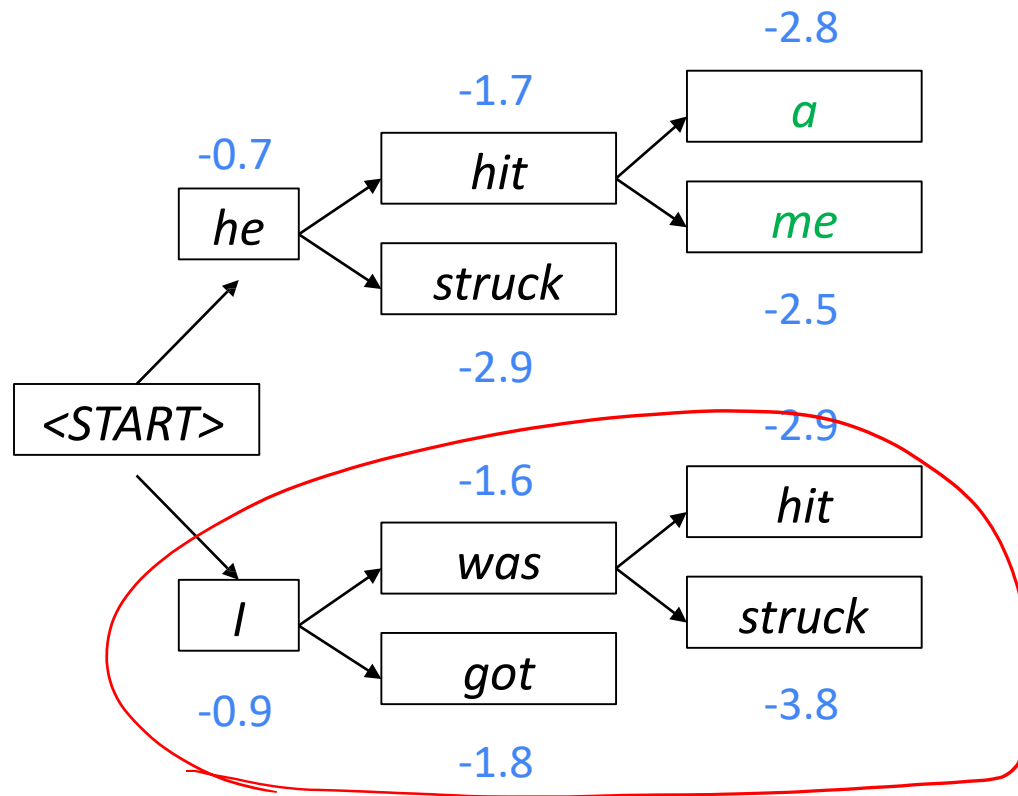 -2.8
-1.7
a
-0.7
hit
he
me
struck
-2.5
-2.9
<START>
-2.9
-1.6
hit
was
I
struck
got
-0.9
-3.8
-1.8